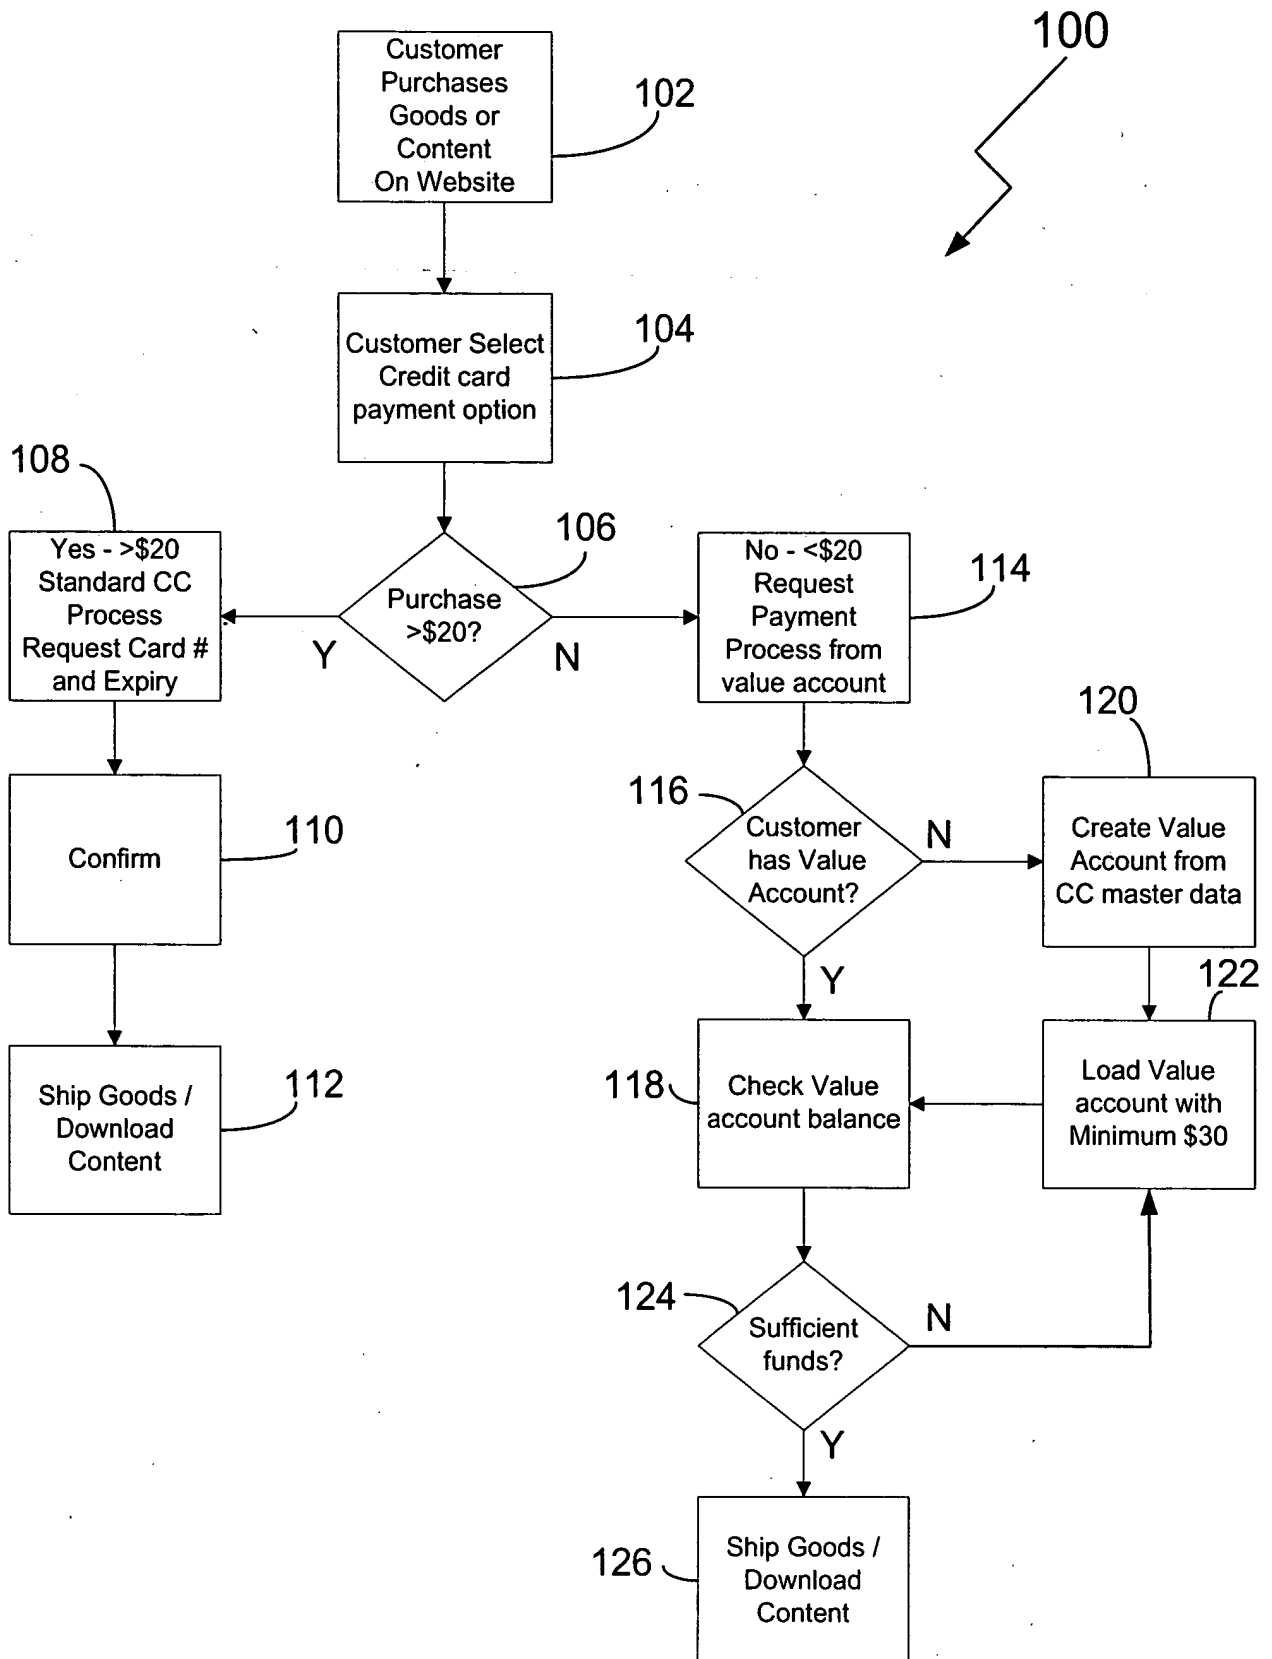 100
Customer
Purchases
Goods or
Content
On Website
102
Customer Select
Credit card
payment option
104
108
Yes - >$20
Standard CC
Process
Request Card #
and Expiry
Purchase
>$20?
106
Y
N
No - <$20
Request
Payment
Process from
value account
114
Confirm
110
116
Customer
has Value
Account?
N
Y
120
Create Value
Account from
CC master data
Ship Goods /
Download
Content
112
118
Check Value
account balance
122
Load Value
account with
Minimum $30
124
Sufficient
funds?
N
Y
126
Ship Goods /
Download
Content